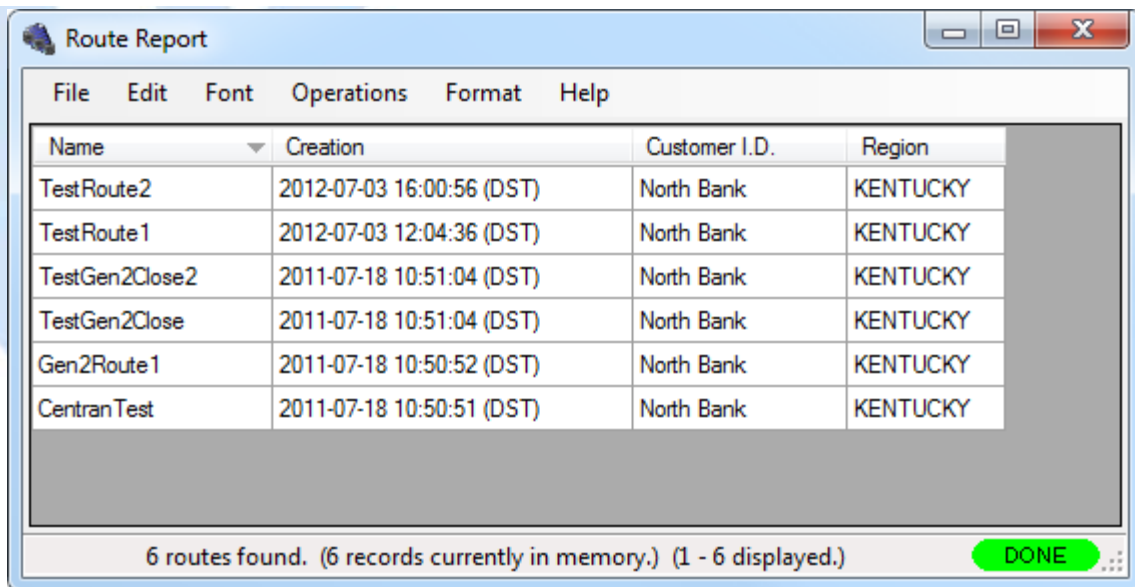 Route Report
File Edit Font Operations Format Help
Name Creation Customer I.D. Region
TestRoute2 2012-07-03 16:00:56 (DST) North Bank KENTUCKY
TestRoute1 2012-07-03 12:04:36 (DST) North Bank KENTUCKY
TestGen2Close2 2011-07-18 10:51:04 (DST) North Bank KENTUCKY
TestGen2Close 2011-07-18 10:51:04 (DST) North Bank KENTUCKY
Gen2Route1 2011-07-18 10:50:52 (DST) North Bank KENTUCKY
CentranTest 2011-07-18 10:50:51 (DST) North Bank KENTUCKY
6 routes found. (6 records currently in memory.) (1 - 6 displayed.) DONE